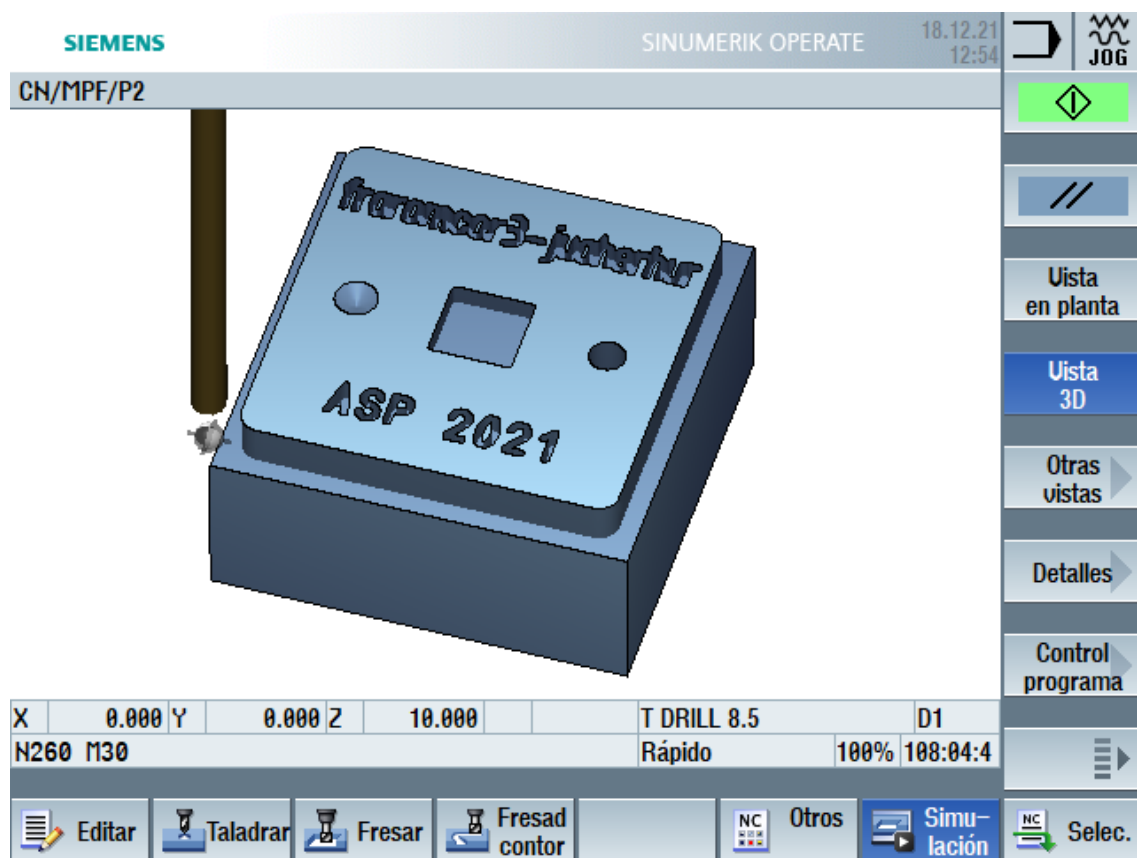 SIEMENS
SINUMERIK OPERATE
18.12.21
12:54
JOG
CN/MPF/P2
fraramcor3-juaherhur
ASP 2021
Vista
en planta
Vista
3D
Otras
vistas
Detalles
Control
programa
X 0.000 Y 0.000 Z 10.000
T DRILL 8.5 D1
N260 M30
Rápido 100% 108:04:4
Editar
Taladrar
Fresar
Fresad
contor
NC
Otros
Simu-
lación
NC
Selec.